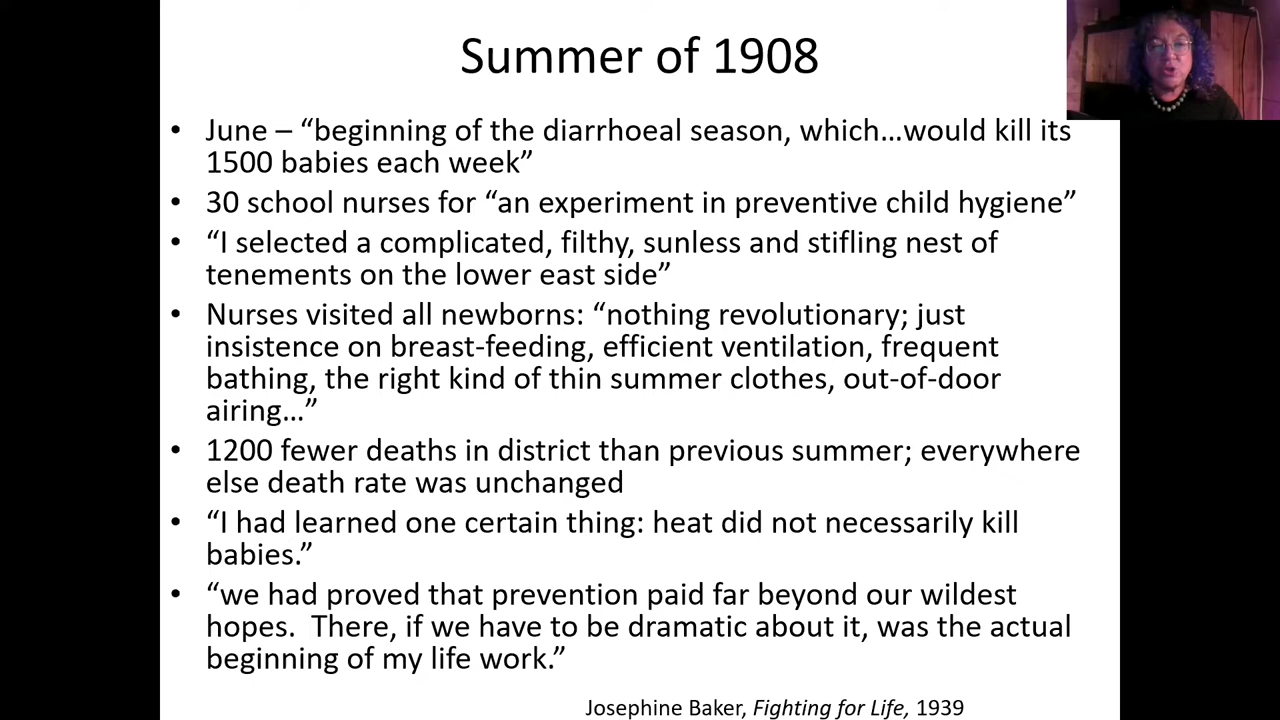 Summer of 1908
• June – “beginning of the diarrhoeal season, which…would kill its
1500 babies each week”
• 30 school nurses for “an experiment in preventive child hygiene”
• “I selected a complicated, filthy, sunless and stifling nest of
tenements on the lower east side”
• Nurses visited all newborns: “nothing revolutionary; just
insistence on breast-feeding, efficient ventilation, frequent
bathing, the right kind of thin summer clothes, out-of-door
airing…”
• 1200 fewer deaths in district than previous summer; everywhere
else death rate was unchanged
• “I had learned one certain thing: heat did not necessarily kill
babies.”
• “we had proved that prevention paid far beyond our wildest
hopes.  There, if we have to be dramatic about it, was the actual
beginning of my life work.”
Josephine Baker, Fighting for Life, 1939